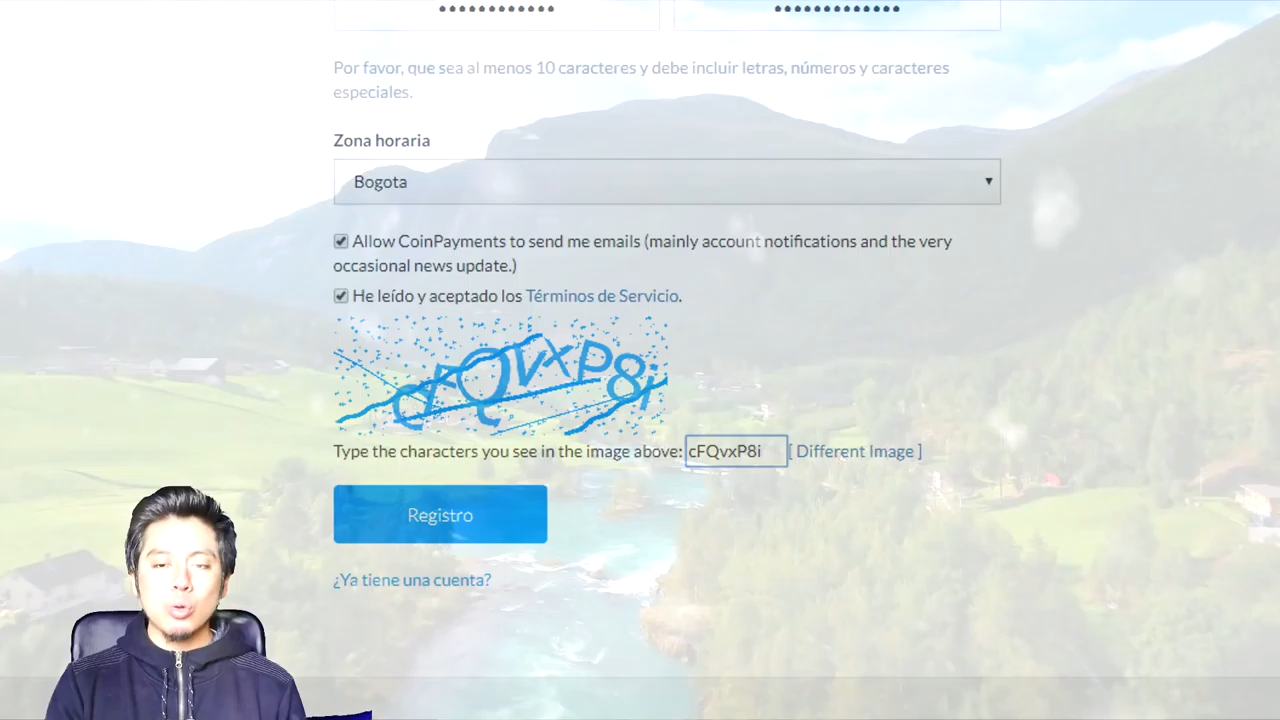 Por favor, que sea al menos 10 caracteres y debe incluir letras, números y caracteres
especiales.
Zona horaria
Bogota
Allow CoinPayments to send me emails (mainly account notifications and the very
occasional news update.)
He leído y aceptado los Términos de Servicio.
Type the characters you see in the image above: cFQvxP8i [ Different Image ]
Registro
¿Ya tiene una cuenta?